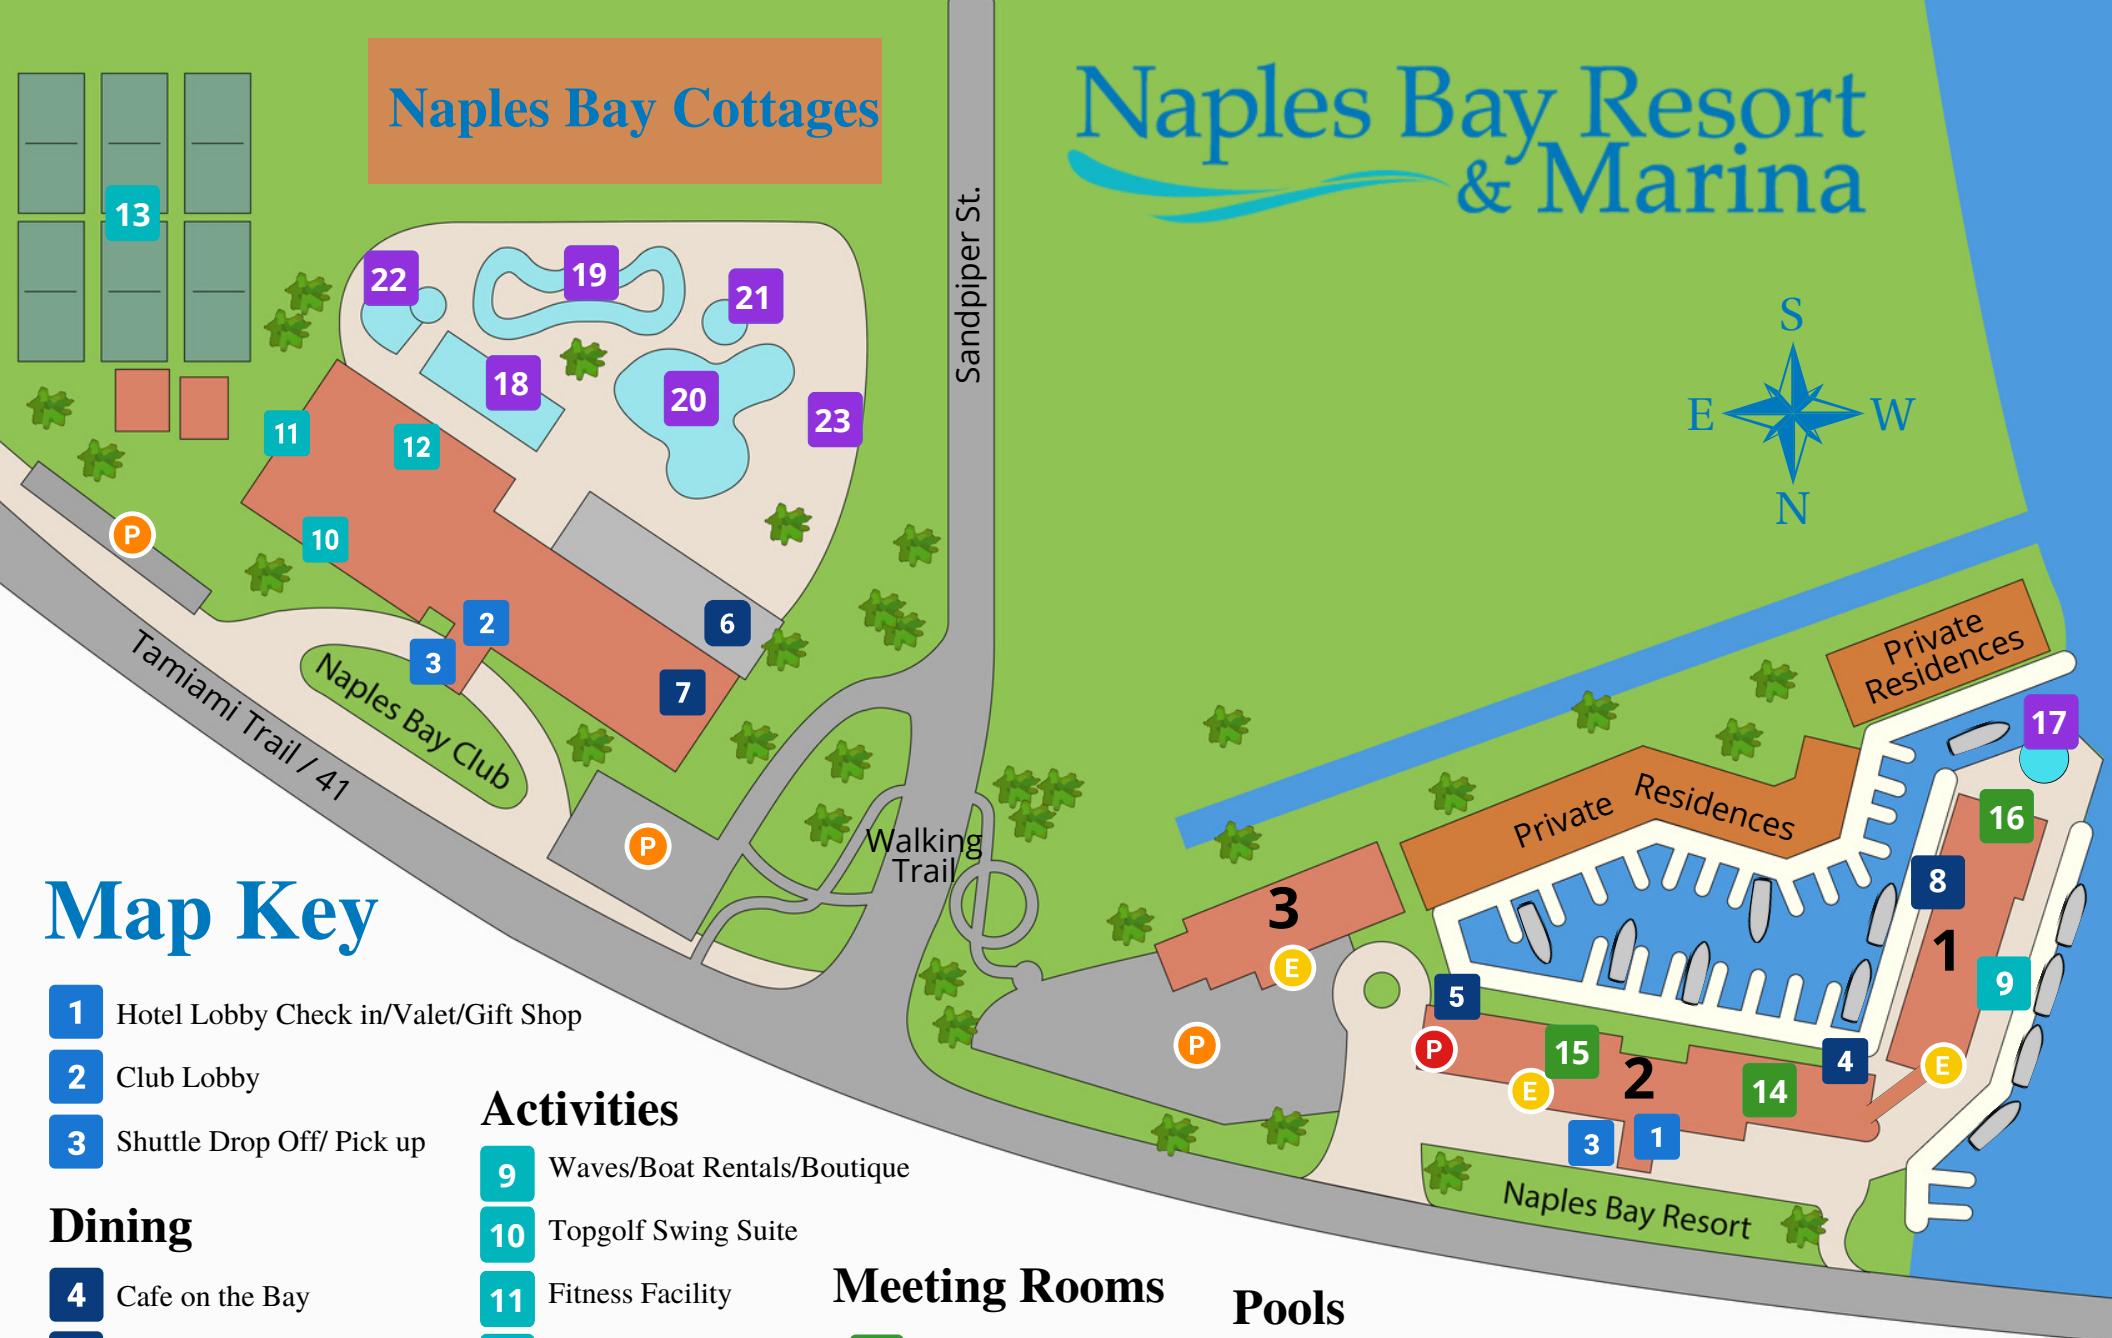 Naples Bay Cottages
Naples Bay Resort
& Marina
13
22
19
21
18
20
23
11
12
10
P
2
3
6
7
Sandpiper St.
S
E
W
N
Tamiami Trail / 41
Naples Bay Club
P
Walking
Trail
Private
Residences
Private Residences
17
16
8
1
9
3
E
5
P
P
15
2
E
14
4
E
3
1
Naples Bay Resort
Map Key
1 Hotel Lobby Check in/Valet/Gift Shop
2 Club Lobby
3 Shuttle Drop Off/ Pick up
Dining
4 Cafe on the Bay
Activities
9 Waves/Boat Rentals/Boutique
10 Topgolf Swing Suite
11 Fitness Facility
Meeting Rooms
Pools